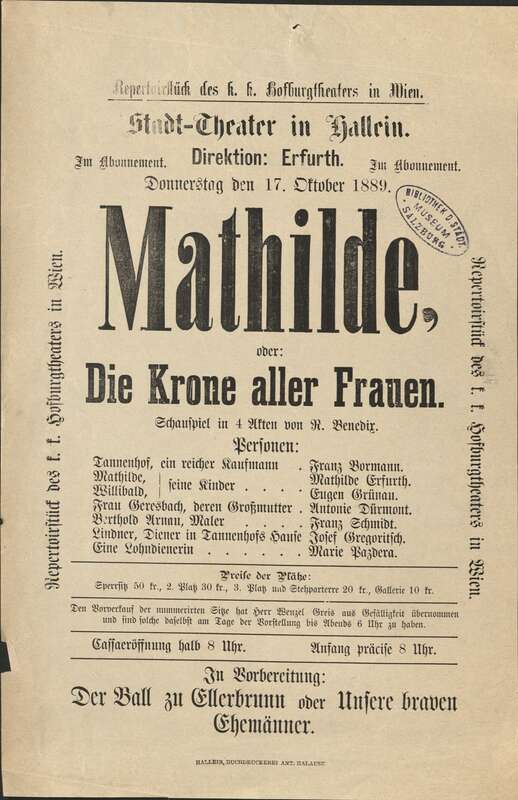 Repertoirstück des k. k. Hofburgtheaters in Wien.
Stadt-Theater in Hallein.
Im Abonnement. Direktion: Erfurth. Im Abonnement.
Donnerstag den 17. Oktober 1889.
BIBLIOTHEK D. STÄDT.
MUSEUM
SALZBURG
Mathilde,
oder:
Die Krone aller Frauen.
Schauspiel in 4 Akten von R. Benedix.
Repertoirstück des k. k. Hofburgtheaters in Wien.
Repertoirstück des k. k. Hofburgtheaters in Wien.
Personen:
Tannenhof, ein reicher Kaufmann . Franz Bormann.
Mathilde, | seine Kinder . . . . Mathilde Erfurth.
Willibald, | Eugen Grünau.
Frau Geresbach, deren Großmutter . Antonie Dürmont.
Berthold Arnau, Maler . . . . . Franz Schmidt.
Lindner, Diener in Tannenhofs Hause Josef Gregoritsch.
Eine Lohndienerin . . . . . . Marie Pazdera.
Preise der Plätze:
Sperrsitz 50 kr., 2. Platz 30 kr., 3. Platz und Stehparterre 20 kr., Gallerie 10 kr.
Den Vorverkauf der nummerirten Sitze hat Herr Wenzel Greis aus Gefälligkeit übernommen
und sind solche daselbst am Tage der Vorstellung bis Abends 6 Uhr zu haben.
Cassaeröffnung halb 8 Uhr. Anfang präcise 8 Uhr.
In Vorbereitung:
Der Ball zu Ellerbrunn oder Unsere braven
Ehemänner.
HALLEIN, BUCHDRUCKEREI ANT. HALAUSE